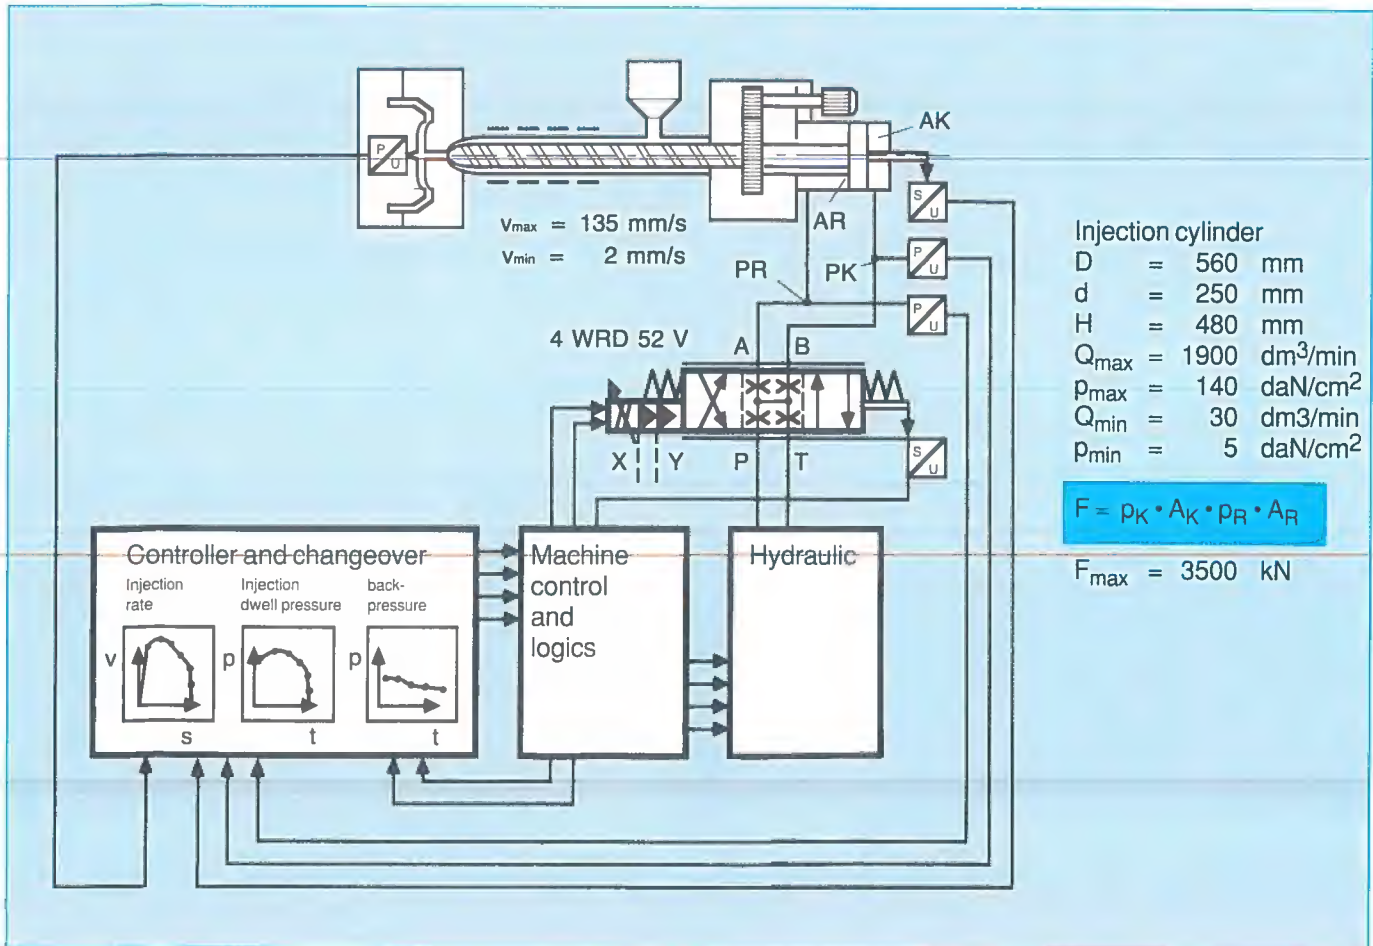 AK
P
U
S
U
AR
vmax = 135 mm/s
vmin = 2 mm/s
PR
PK
P
U
P
U
4 WRD 52 V
A
B
X
Y
P
T
S
U
Injection cylinder
D = 560 mm
d = 250 mm
H = 480 mm
Qmax = 1900 dm³/min
pmax = 140 daN/cm²
Qmin = 30 dm3/min
pmin = 5 daN/cm²
F = pK • AK • pR • AR
Fmax = 3500 kN
Controller and changeover
Injection rate
Injection dwell pressure
back-pressure
v
s
p
t
p
t
Machine
control
and
logics
Hydraulic